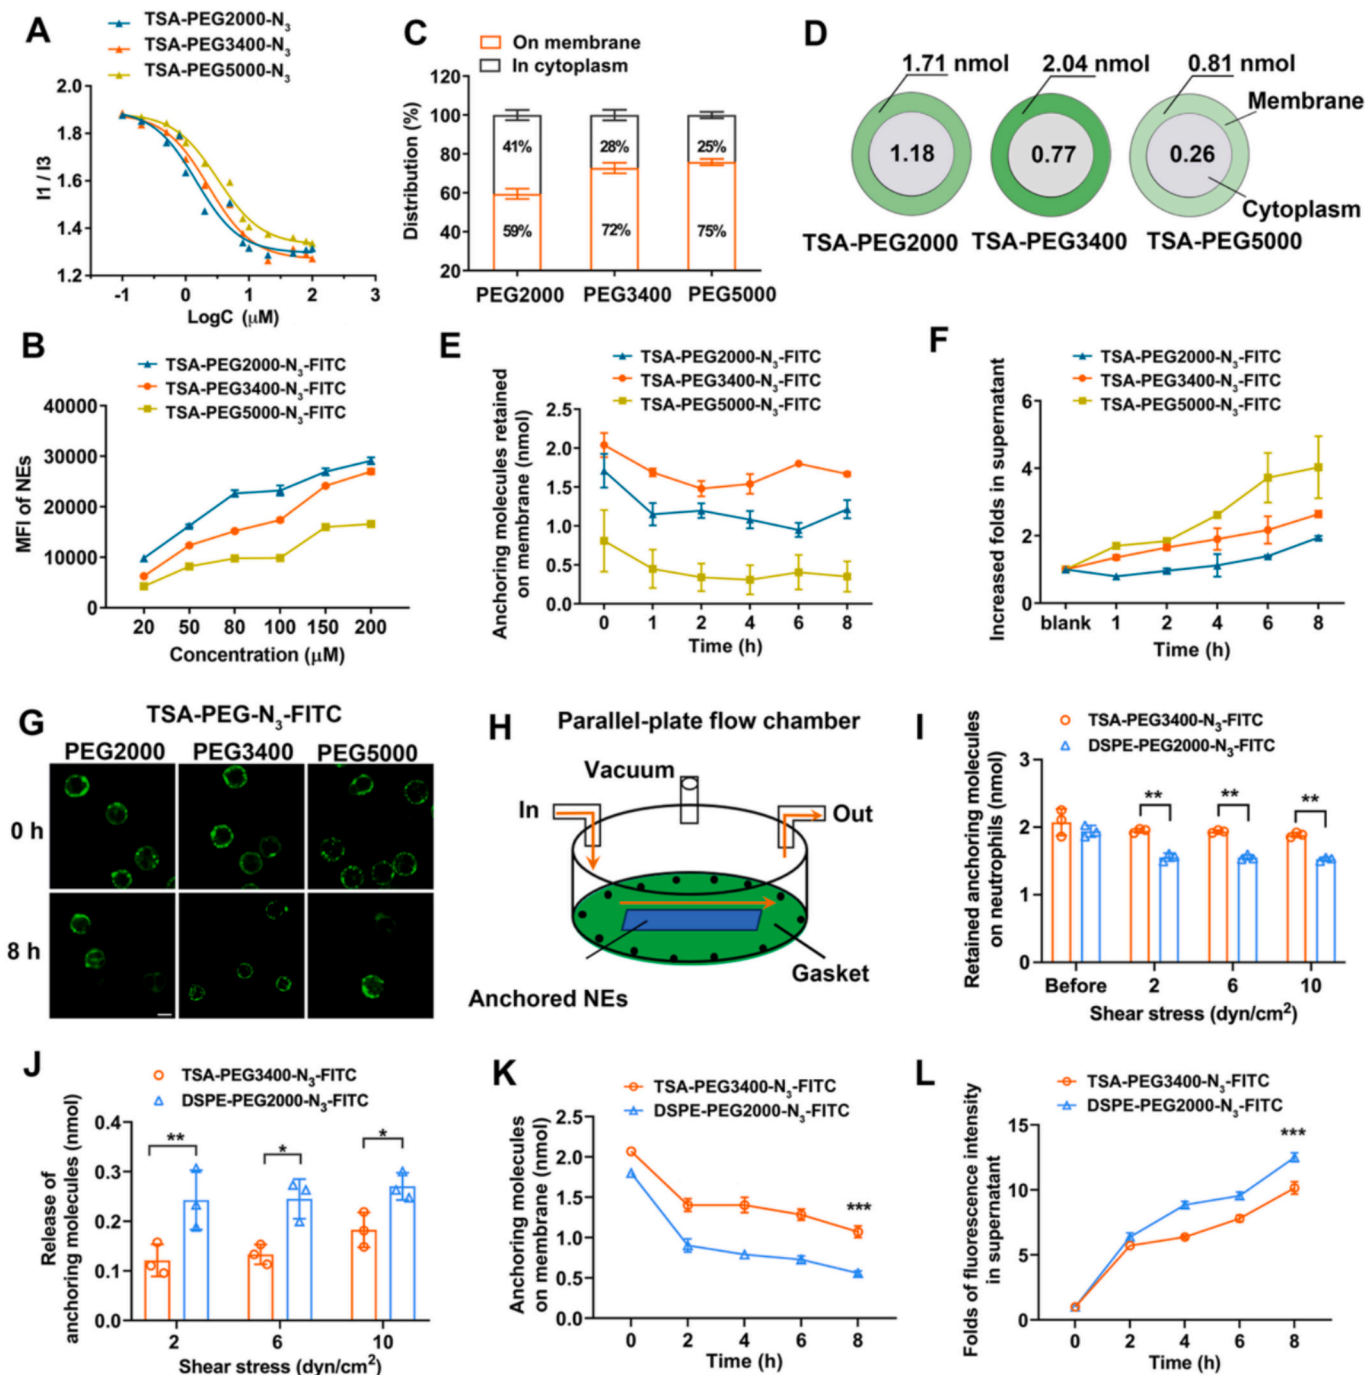 A
TSA-PEG2000-N3
TSA-PEG3400-N3
TSA-PEG5000-N3
I1 / I3
2.0
1.8
1.6
1.4
1.2
-1 0 1 2 3
LogC (μM)
C
On membrane
In cytoplasm
Distribution (%)
120
100
80
60
40
20
41% 28% 25%
59% 72% 75%
PEG2000 PEG3400 PEG5000
D
1.71 nmol 2.04 nmol 0.81 nmol
Membrane
1.18 0.77 0.26
Cytoplasm
TSA-PEG2000 TSA-PEG3400 TSA-PEG5000
B
TSA-PEG2000-N3-FITC
TSA-PEG3400-N3-FITC
TSA-PEG5000-N3-FITC
MFI of NEs
40000
30000
20000
10000
0
20 50 80 100 150 200
Concentration (μM)
E
TSA-PEG2000-N3-FITC
TSA-PEG3400-N3-FITC
TSA-PEG5000-N3-FITC
Anchoring molecules retained
on membrane (nmol)
2.5
2.0
1.5
1.0
0.5
0.0
0 1 2 4 6 8
Time (h)
F
TSA-PEG2000-N3-FITC
TSA-PEG3400-N3-FITC
TSA-PEG5000-N3-FITC
Increased folds in supernatant
6
4
2
0
blank 1 2 4 6 8
Time (h)
G
TSA-PEG-N3-FITC
PEG2000 PEG3400 PEG5000
0 h
8 h
H
Parallel-plate flow chamber
Vacuum
In
Out
Gasket
Anchored NEs
I
TSA-PEG3400-N3-FITC
DSPE-PEG2000-N3-FITC
Retained anchoring molecules
on neutrophils (nmol)
3
2
1
0
** ** **
Before 2 6 10
Shear stress (dyn/cm2)
J
TSA-PEG3400-N3-FITC
DSPE-PEG2000-N3-FITC
Release of
anchoring molecules (nmol)
0.4
0.3
0.2
0.1
0.0
** * *
2 6 10
Shear stress (dyn/cm2)
K
TSA-PEG3400-N3-FITC
DSPE-PEG2000-N3-FITC
Anchoring molecules
on membrane (nmol)
2.5
2.0
1.5
1.0
0.5
0.0
***
0 2 4 6 8
Time (h)
L
TSA-PEG3400-N3-FITC
DSPE-PEG2000-N3-FITC
Folds of fluorescence intensity
in supernatant
15
10
5
0
***
0 2 4 6 8
Time (h)